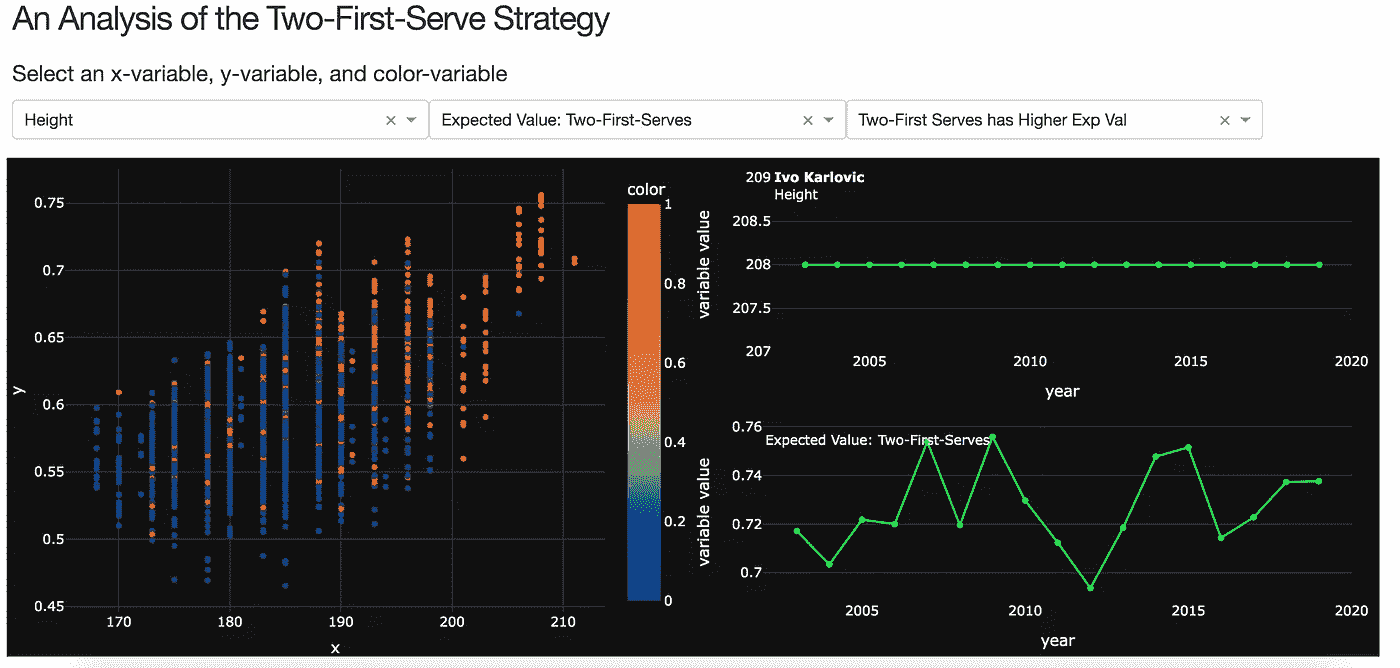 An Analysis of the Two-First-Serve Strategy
Select an x-variable, y-variable, and color-variable
Height × Expected Value: Two-First-Serves × Two-First Serves has Higher Exp Val ×
0.75
0.7
0.65
0.6
0.55
0.5
0.45
y
170 180 190 200 210
x
color
1
0.8
0.6
0.4
0.2
0
variable value
variable value
209 Ivo Karlovic
Height
208.5
208
207.5
207
2005 2010 2015 2020
year
0.76
Expected Value: Two-First-Serves
0.74
0.72
0.7
2005 2010 2015 2020
year